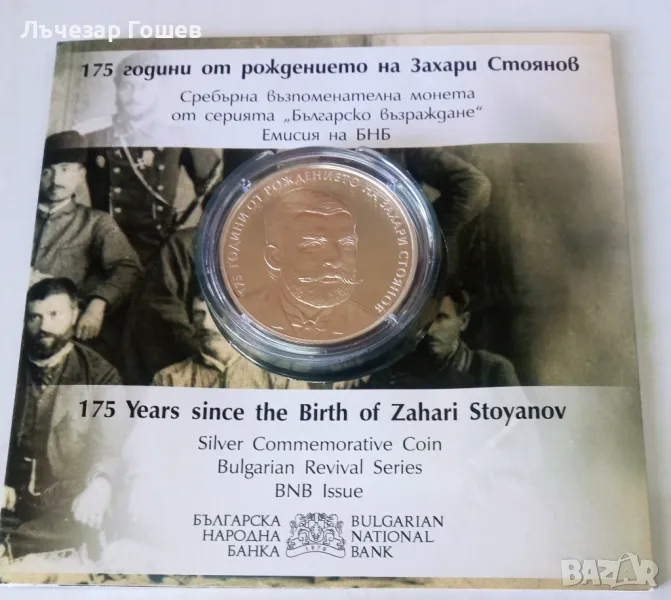 Лъчезар Гошев
175 години от рождението на Захари Стоянов
Сребърна възпоменателна монета
от серията „Българско възраждане“
Емисия на БНБ
175 ГОДИНИ ОТ РОЖДЕНИЕТО НА ЗАХАРИ СТОЯНОВ
175 Years since the Birth of Zahari Stoyanov
Silver Commemorative Coin
Bulgarian Revival Series
BNB Issue
БЪЛГАРСКА
НАРОДНА
БАНКА
1879
BULGARIAN
NATIONAL
BANK
BAZAR